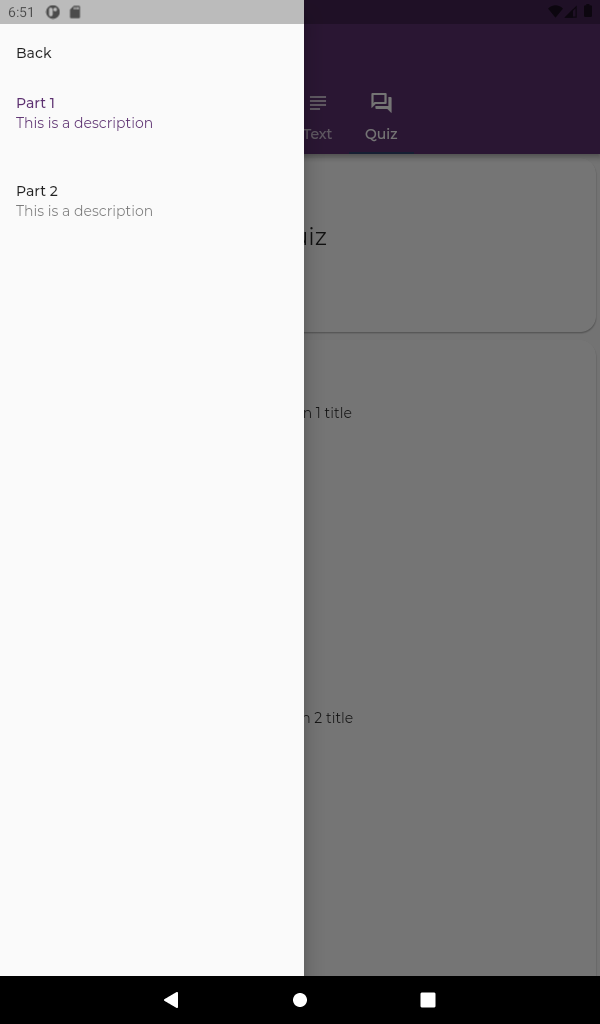 6:51
Back
Part 1
This is a description
Part 2
This is a description
Text
Quiz
1 title
2 title